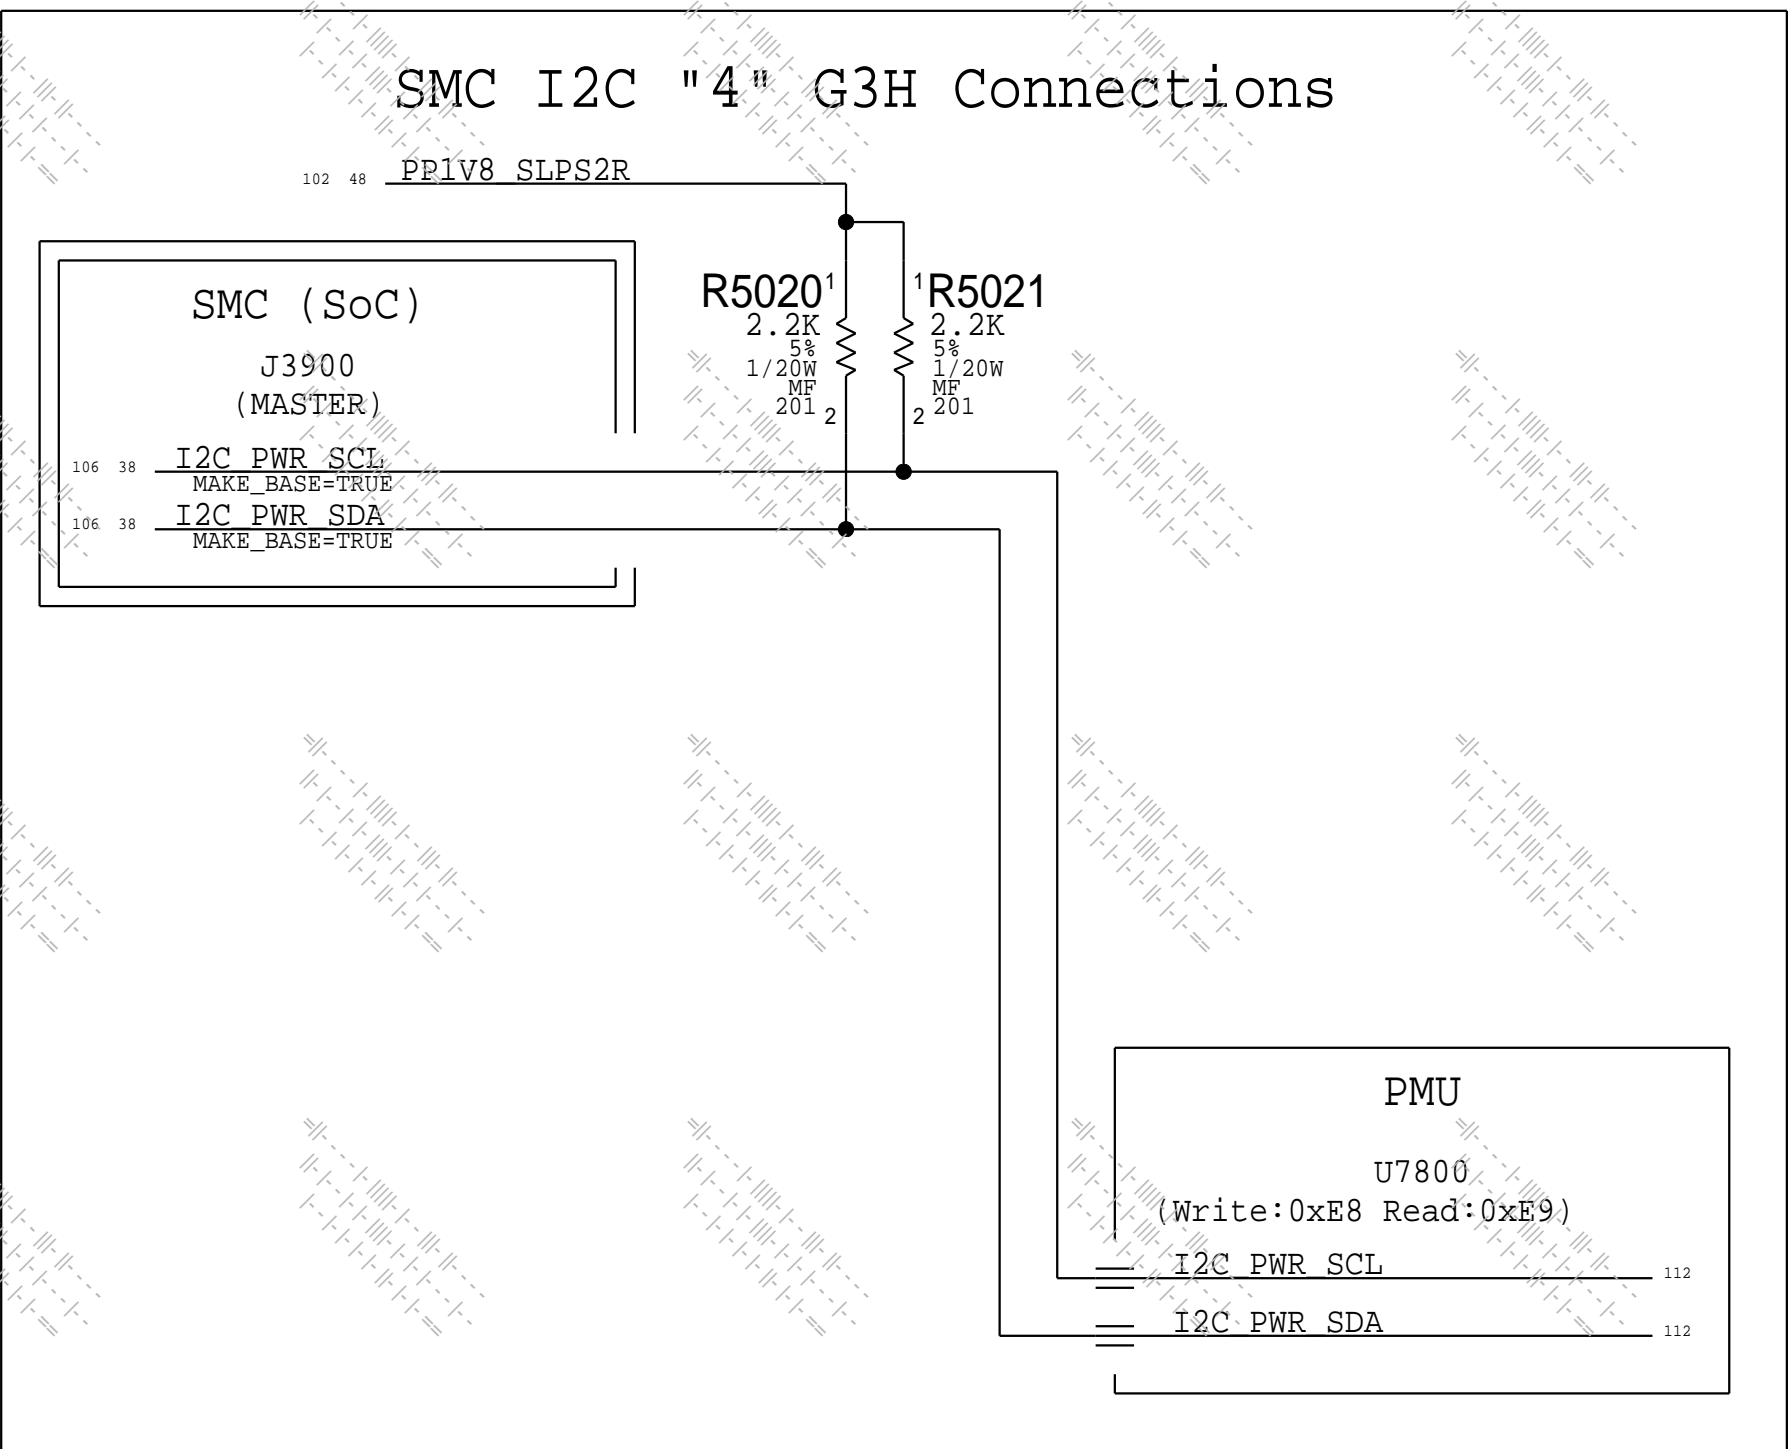 SMC I2C "4" G3H Connections
102 48 PP1V8_SLPS2R
SMC (SoC)
J3900
(MASTER)
R5020 1
2.2K
5%
1/20W
MF
201 2
1 R5021
2.2K
5%
1/20W
MF
2 201
106 38 I2C_PWR_SCL
MAKE_BASE=TRUE
106 38 I2C_PWR_SDA
MAKE_BASE=TRUE
PMU
U7800
(Write:0xE8 Read:0xE9)
I2C_PWR_SCL 112
I2C_PWR_SDA 112